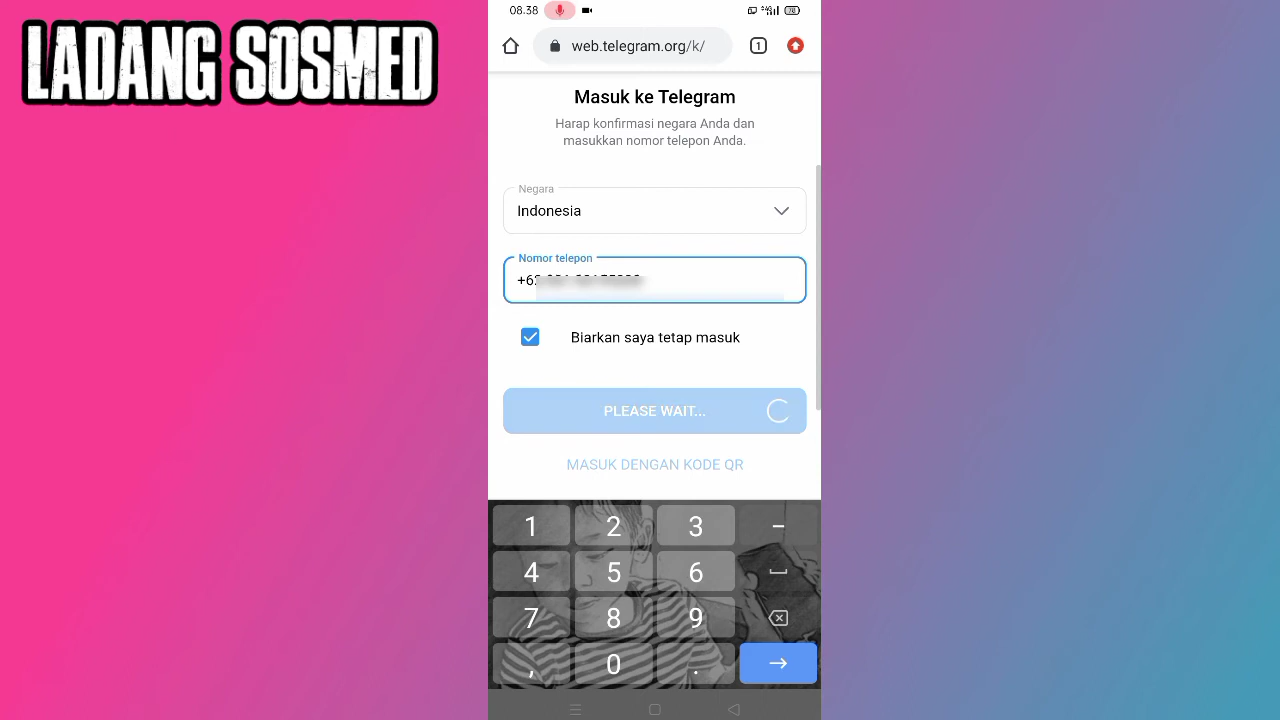 LADANG SOSMED
08.38
web.telegram.org/k/
1
Masuk ke Telegram
Harap konfirmasi negara Anda dan
masukkan nomor telepon Anda.
Negara
Indonesia
Nomor telepon
+62
Biarkan saya tetap masuk
PLEASE WAIT...
MASUK DENGAN KODE QR
1 2 3 -
4 5 6
7 8 9
, 0 .